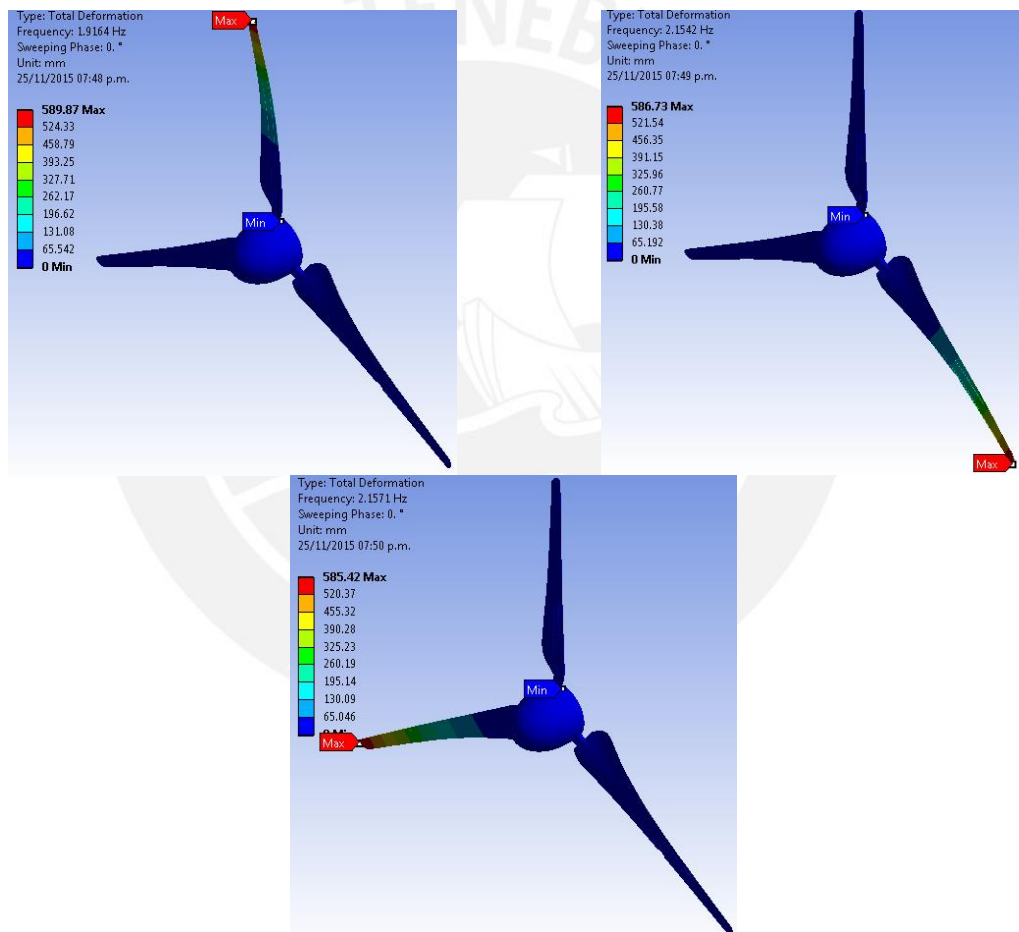 Type: Total Deformation
Frequency: 1.9164 Hz
Sweeping Phase: 0. °
Unit: mm
25/11/2015 07:48 p.m.
589.87 Max
524.33
458.79
393.25
327.71
262.17
196.62
131.08
65.542
0 Min
Max
Min
Type: Total Deformation
Frequency: 2.1542 Hz
Sweeping Phase: 0. °
Unit: mm
25/11/2015 07:49 p.m.
586.73 Max
521.54
456.35
391.15
325.96
260.77
195.58
130.38
65.192
0 Min
Min
Max
TENEB
Type: Total Deformation
Frequency: 2.1571 Hz
Sweeping Phase: 0. °
Unit: mm
25/11/2015 07:50 p.m.
585.42 Max
520.37
455.32
390.28
325.23
260.19
195.14
130.09
65.046
0 Min
Min
Max